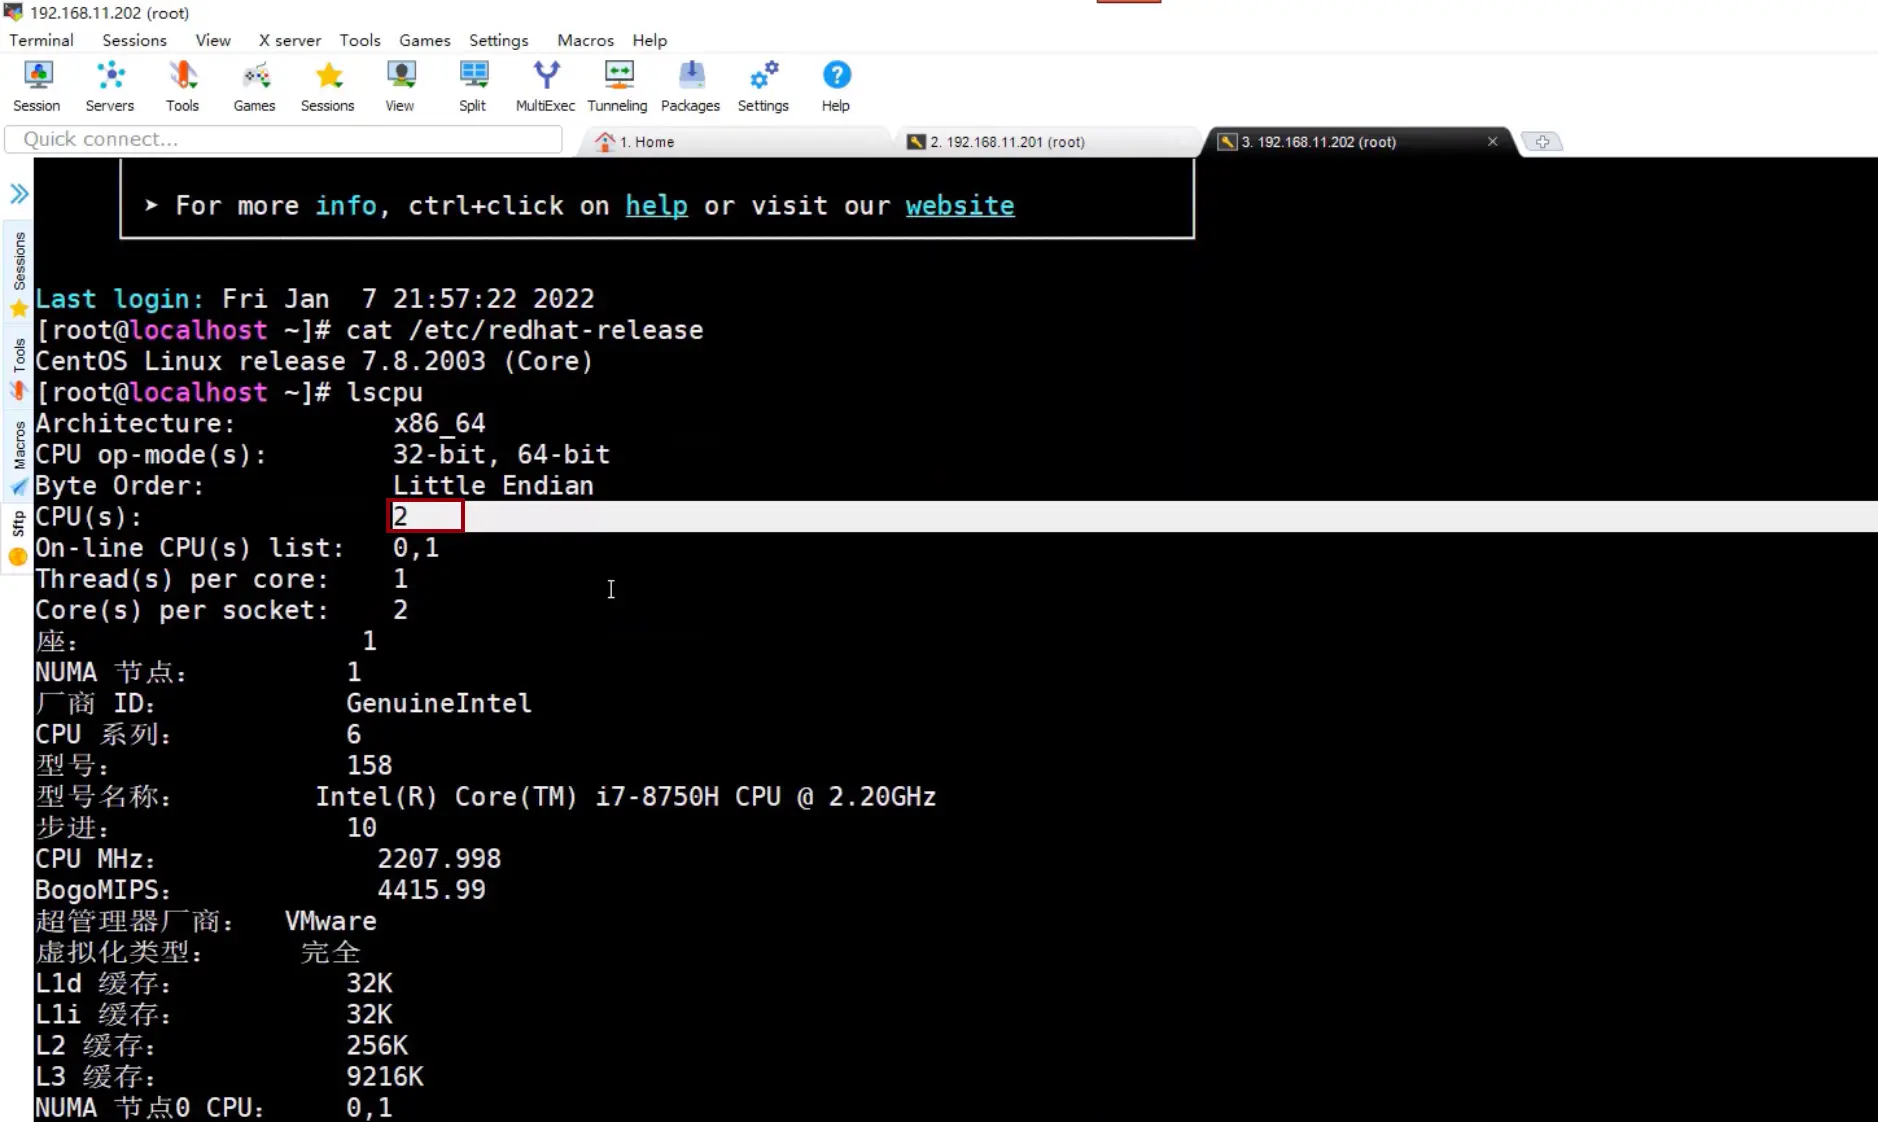 192.168.11.202 (root)
Terminal Sessions View X server Tools Games Settings Macros Help
Session Servers Tools Games Sessions View Split MultiExec Tunneling Packages Settings Help
Quick connect...
1. Home
2. 192.168.11.201 (root)
3. 192.168.11.202 (root)
Sessions
Tools
Macros
Sftp
➤ For more info, ctrl+click on help or visit our website
Last login: Fri Jan  7 21:57:22 2022
[root@localhost ~]# cat /etc/redhat-release
CentOS Linux release 7.8.2003 (Core)
[root@localhost ~]# lscpu
Architecture: x86_64
CPU op-mode(s): 32-bit, 64-bit
Byte Order: Little Endian
CPU(s): 2
On-line CPU(s) list: 0,1
Thread(s) per core: 1
Core(s) per socket: 2
座： 1
NUMA 节点： 1
厂商 ID： GenuineIntel
CPU 系列： 6
型号： 158
型号名称： Intel(R) Core(TM) i7-8750H CPU @ 2.20GHz
步进： 10
CPU MHz： 2207.998
BogoMIPS： 4415.99
超管理器厂商： VMware
虚拟化类型： 完全
L1d 缓存： 32K
L1i 缓存： 32K
L2 缓存： 256K
L3 缓存： 9216K
NUMA 节点0 CPU： 0,1